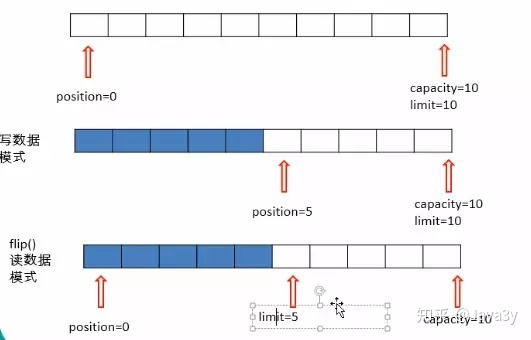 position=0
capacity=10
limit=10
写数据
模式
position=5
capacity=10
limit=10
flip()
读数据
模式
position=0
limit=5
capacity=10
知乎 @Java3y